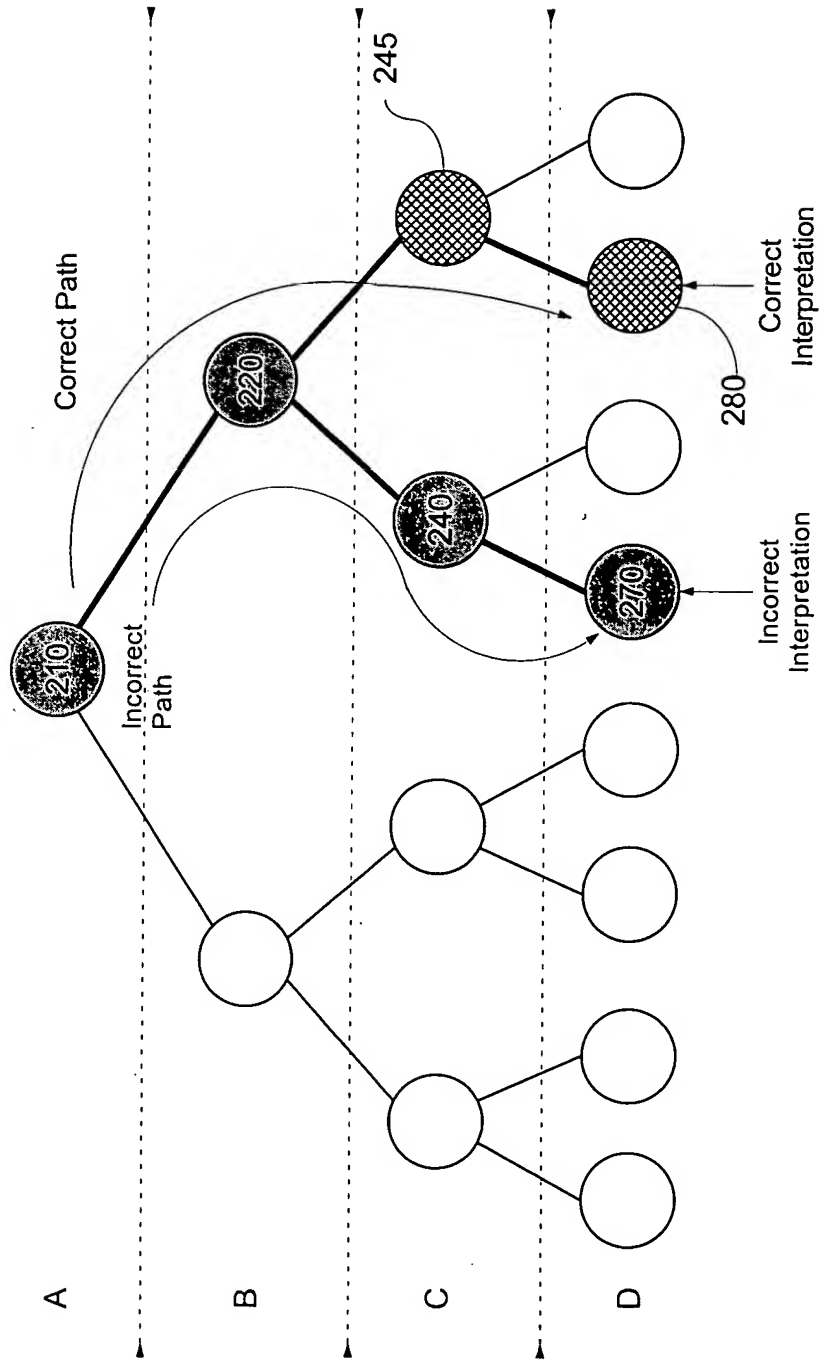 A
B
C
D
210
Correct Path
Incorrect
Path
220
240
245
270
280
Incorrect
Interpretation
Correct
Interpretation